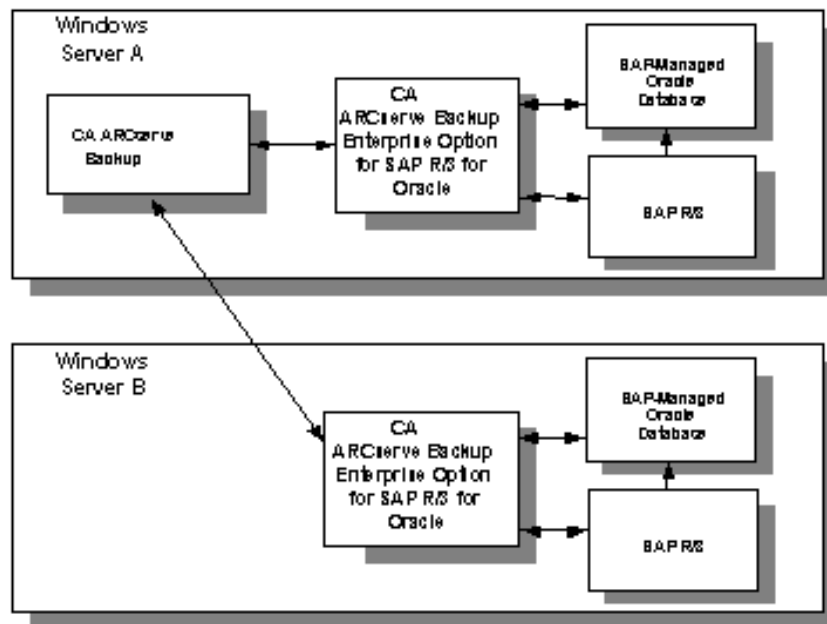 Windows
Server A
CA ARCserve
Backup
CA
ARCserve Backup
Enterprise Option
for SAP R/3 for
Oracle
SAP-Managed
Oracle
Database
SAP R/3
Windows
Server B
CA
ARCserve Backup
Enterprise Option
for SAP R/3 for
Oracle
SAP-Managed
Oracle
Database
SAP R/3